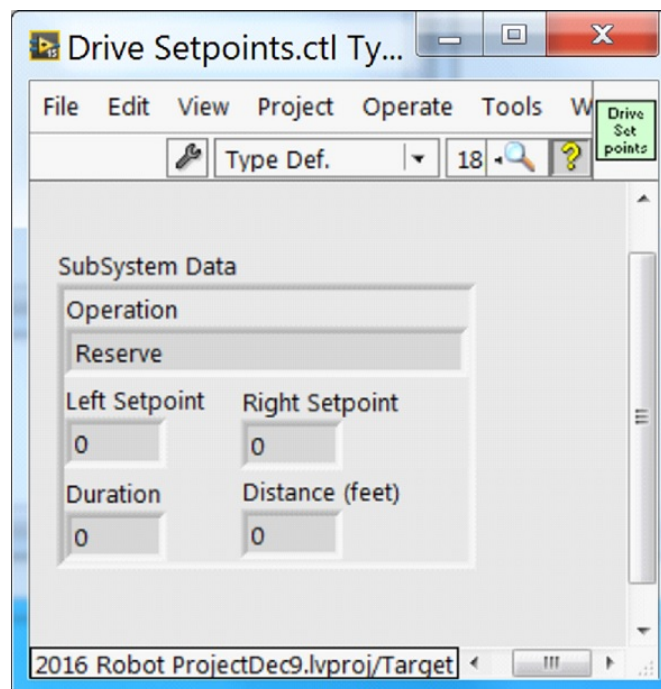 Drive Setpoints.ctl Ty...
File Edit View Project Operate Tools W
Drive
Set
points
Type Def. 18
SubSystem Data
Operation
Reserve
Left Setpoint Right Setpoint
0 0
Duration Distance (feet)
0 0
2016 Robot ProjectDec9.lvproj/Target